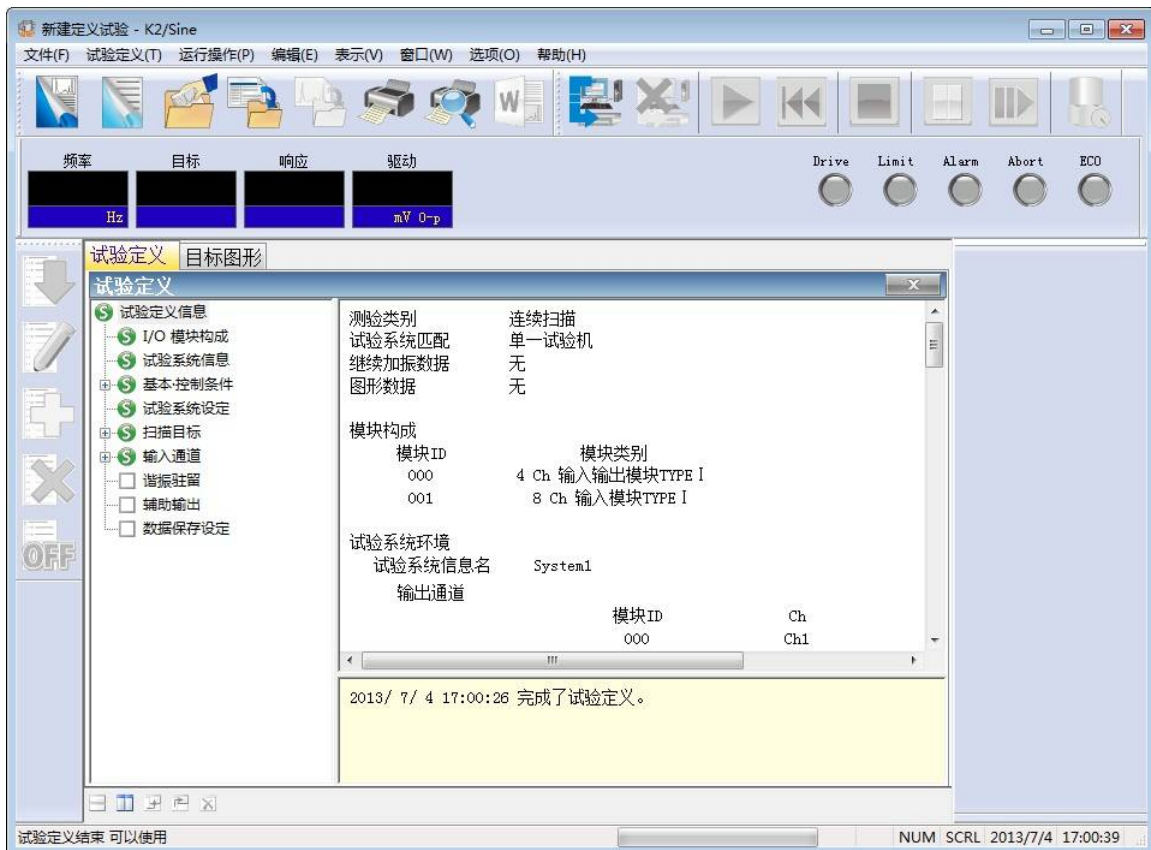 新建定义试验 - K2/Sine
文件(F) 试验定义(T) 运行操作(P) 编辑(E) 表示(V) 窗口(W) 选项(O) 帮助(H)
W
频率 目标 响应 驱动 Drive Limit Alarm Abort ECO
Hz mV 0-p
试验定义 目标图形
试验定义
S 试验定义信息
S I/O 模块构成
S 试验系统信息
S 基本·控制条件
S 试验系统设定
S 扫描目标
S 输入通道
谐振驻留
辅助输出
数据保存设定
OFF
测验类别 连续扫描
试验系统匹配 单一试验机
继续加振数据 无
图形数据 无
模块构成
模块ID 模块类别
000 4 Ch 输入输出模块TYPEⅠ
001 8 Ch 输入模块TYPEⅠ
试验系统环境
试验系统信息名 System1
输出通道
模块ID Ch
000 Ch1
2013/ 7/ 4 17:00:26 完成了试验定义。
试验定义结束 可以使用 NUM SCRL 2013/7/4 17:00:39